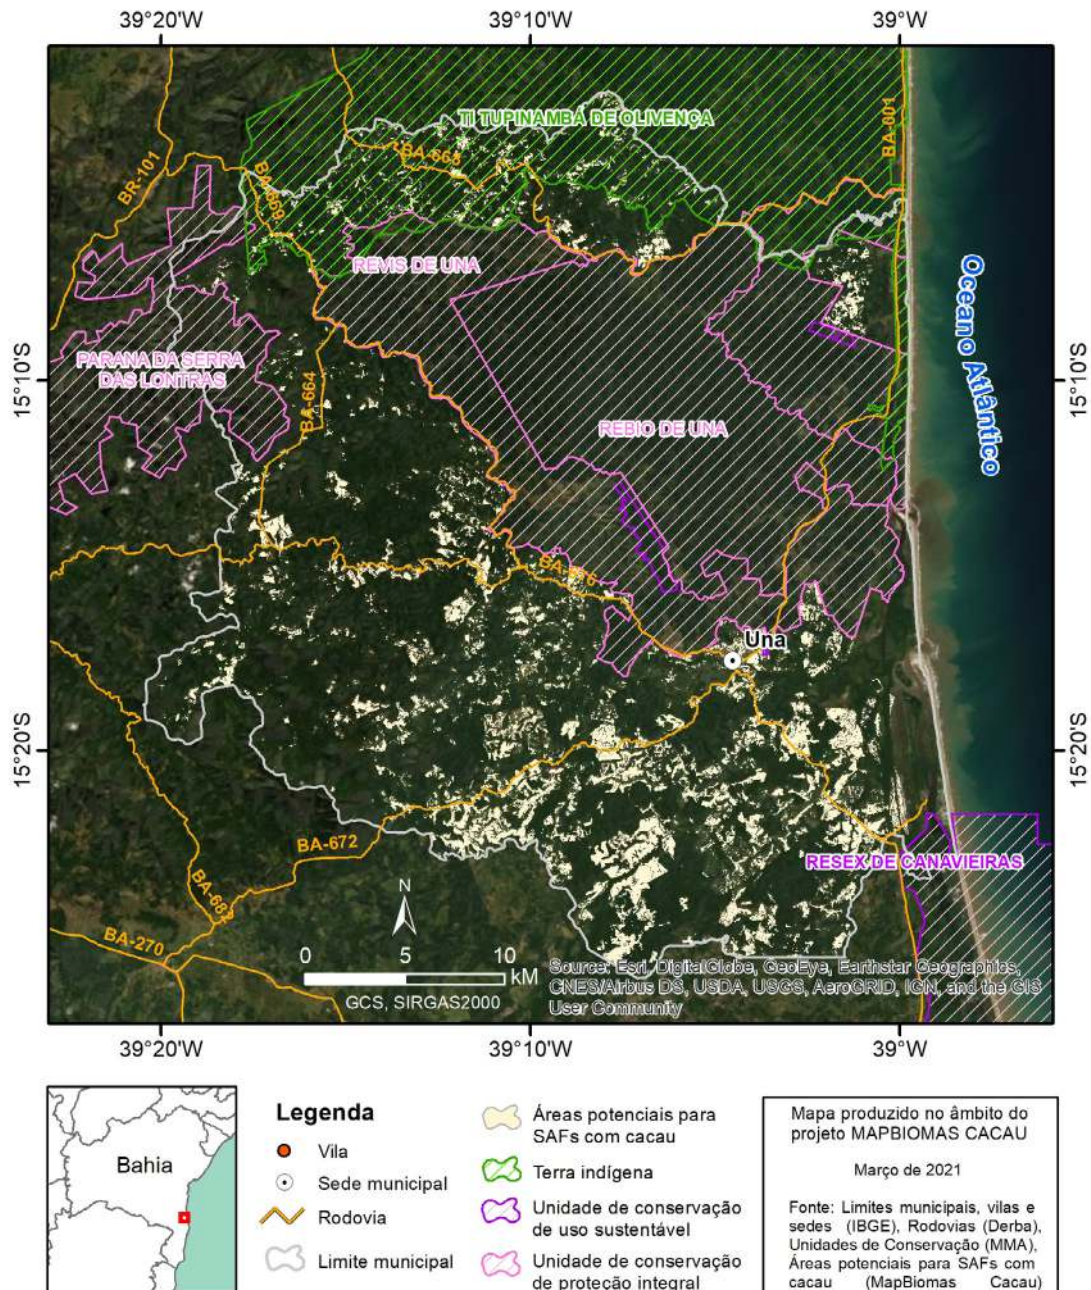 39°20'W 39°10'W 39°W
TI TUPINAMBÁ DE OLIVENÇA
BA-001
BR-101
BA-669
BA-668
REVIS DE UNA
Oceano Atlântico
PARANA DA SERRA
DAS LONTRAS
15°10'S 15°10'S
BA-664
REBIO DE UNA
Una
15°20'S 15°20'S
BA-672
RESEX DE CANAVIEIRAS
BA-682
BA-270
N
0 5 10
kM
GCS, SIRGAS2000
Source: Esri, DigitalGlobe, GeoEye, Earthstar Geographics,
CNES/Airbus DS, USDA, USGS, AeroGRID, IGN, and the GIS
User Community
39°20'W 39°10'W 39°W
Bahia
Legenda
Vila
Sede municipal
Rodovia
Limite municipal
Áreas potenciais para
SAFs com cacau
Terra indígena
Unidade de conservação
de uso sustentável
Unidade de conservação
de proteção integral
Mapa produzido no âmbito do
projeto MAPBIOMAS CACAU
Março de 2021
Fonte: Limites municipais, vilas e
sedes (IBGE), Rodovias (Derba),
Unidades de Conservação (MMA),
Áreas potenciais para SAFs com
cacau (MapBiomas Cacau)